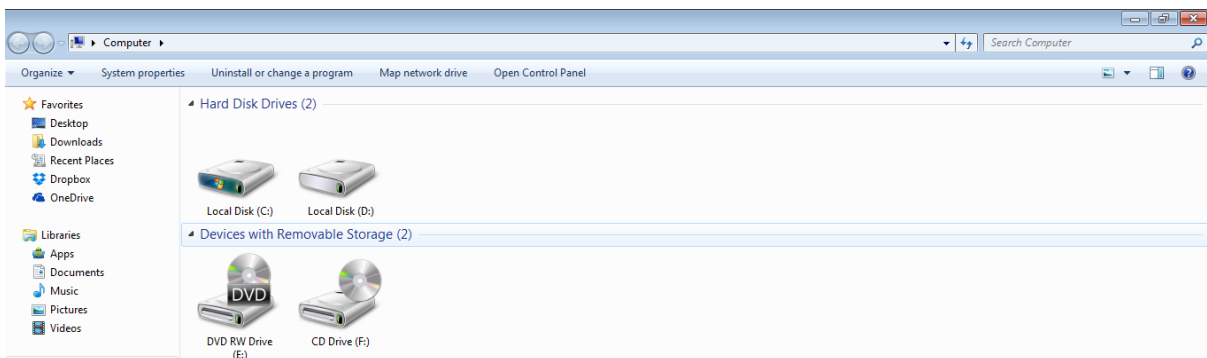 Computer
Search Computer
Organize System properties Uninstall or change a program Map network drive Open Control Panel
Favorites
Desktop
Downloads
Recent Places
Dropbox
OneDrive
Libraries
Apps
Documents
Music
Pictures
Videos
Hard Disk Drives (2)
Local Disk (C:) Local Disk (D:)
Devices with Removable Storage (2)
DVD
DVD RW Drive
(E:)
CD Drive (F:)